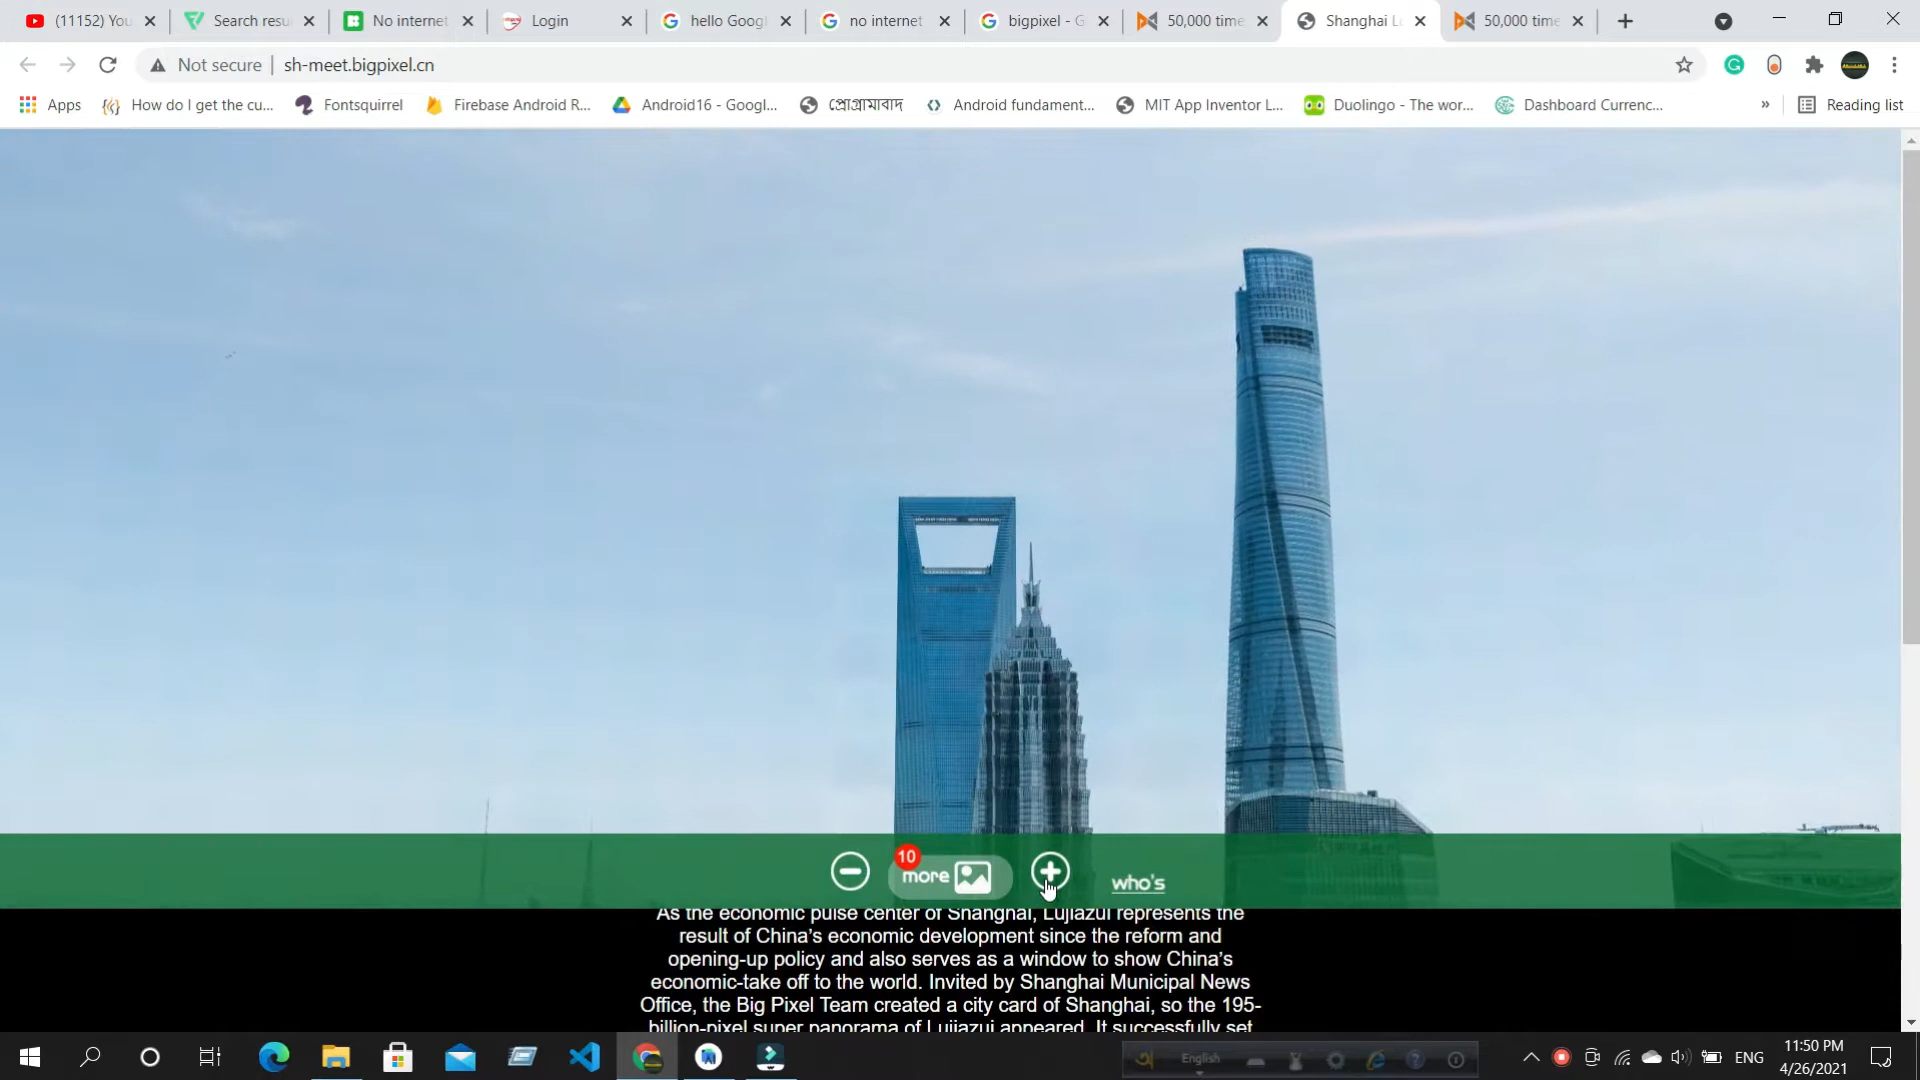 (11152) You
Search resu
No internet
Login
hello Googl
no internet
bigpixel - G
50,000 time
Shanghai L
50,000 time
Not secure
sh-meet.bigpixel.cn
Apps
How do I get the cu...
Fontsquirrel
Firebase Android R...
Android16 - Googl...
প্রোগ্রামাবাদ
Android fundament...
MIT App Inventor L...
Duolingo - The wor...
Dashboard Currenc...
»
Reading list
10
more
who's
As the economic pulse center of Shanghai, Lujiazui represents the
result of China's economic development since the reform and
opening-up policy and also serves as a window to show China's
economic-take off to the world. Invited by Shanghai Municipal News
Office, the Big Pixel Team created a city card of Shanghai, so the 195-
billion-pixel super panorama of Lujiazui appeared. It successfully set
English
ENG
11:50 PM
4/26/2021